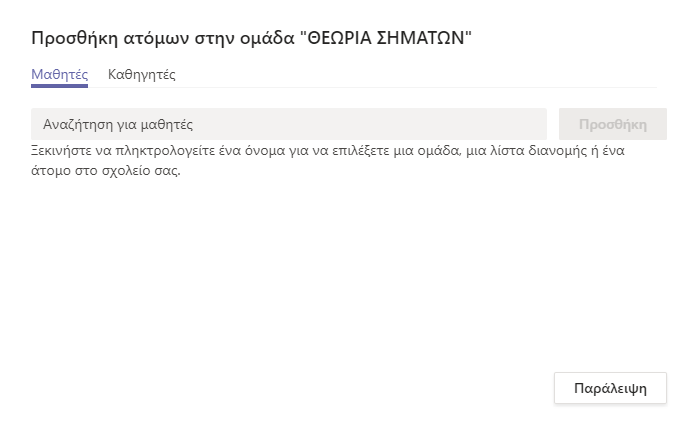 Προσθήκη ατόμων στην ομάδα "ΘΕΩΡΙΑ ΣΗΜΑΤΩΝ"
Μαθητές Καθηγητές
Αναζήτηση για μαθητές Προσθήκη
Ξεκινήστε να πληκτρολογείτε ένα όνομα για να επιλέξετε μια ομάδα, μια λίστα διανομής ή ένα
άτομο στο σχολείο σας.
Παράλειψη